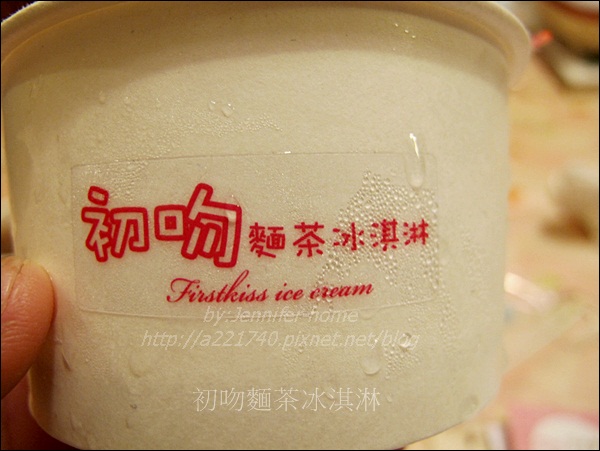 初吻麵茶冰淇淋
Firstkiss ice cream
by:Jennifer-home
http://a221740.pixnet.net/blog
初吻麵茶冰淇淋